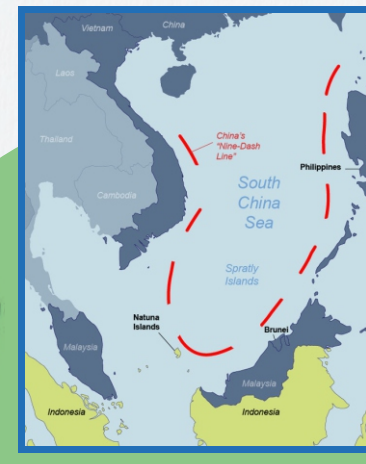 Vietnam
China
Laos
China's
"Nine-Dash
Line"
Thailand
Philippines
South
China
Sea
Cambodia
Spratly
Islands
Natuna
Islands
Brunei
Malaysia
Malaysia
Indonesia
Indonesia